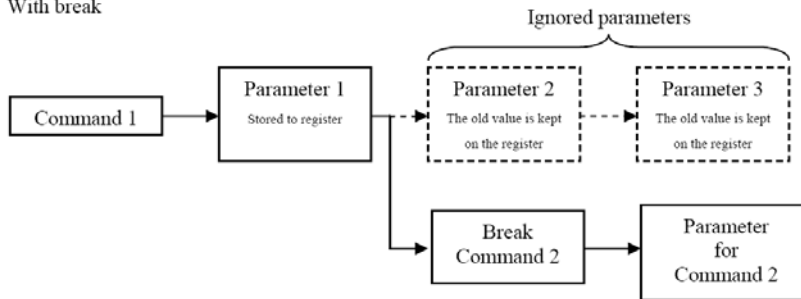 With break
Ignored parameters
Command 1
Parameter 1
Stored to register
Parameter 2
The old value is kept
on the register
Parameter 3
The old value is kept
on the register
Break
Command 2
Parameter
for
Command 2